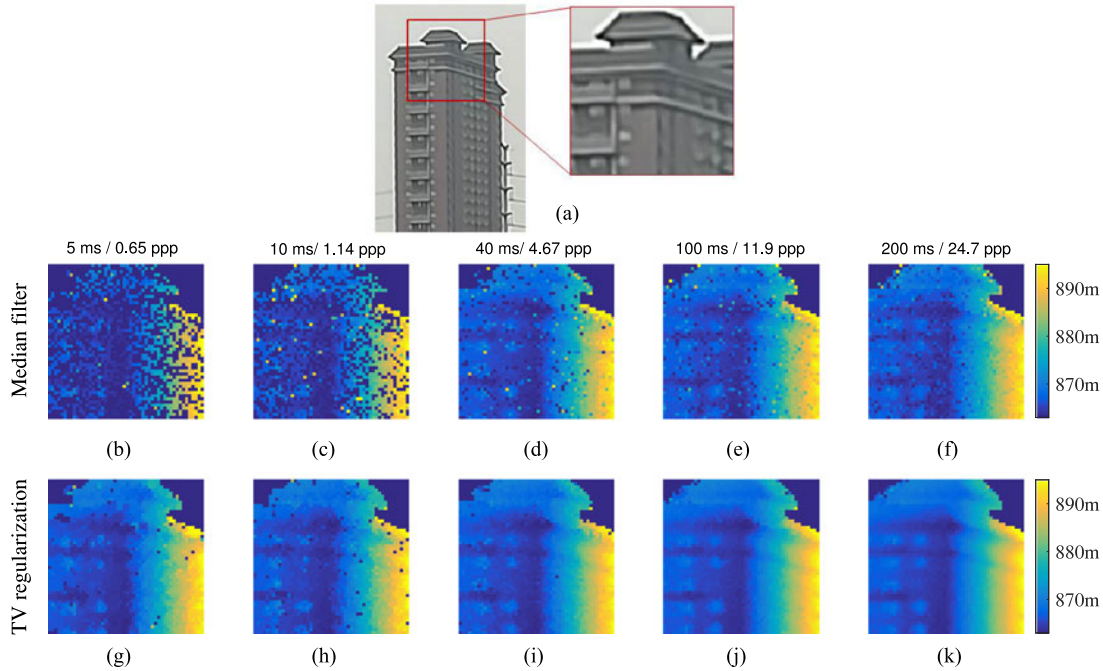 (a)
5 ms / 0.65 ppp
10 ms/ 1.14 ppp
40 ms/ 4.67 ppp
100 ms / 11.9 ppp
200 ms / 24.7 ppp
Median filter
890m
880m
870m
(b)
(c)
(d)
(e)
(f)
TV regularization
890m
880m
870m
(g)
(h)
(i)
(j)
(k)